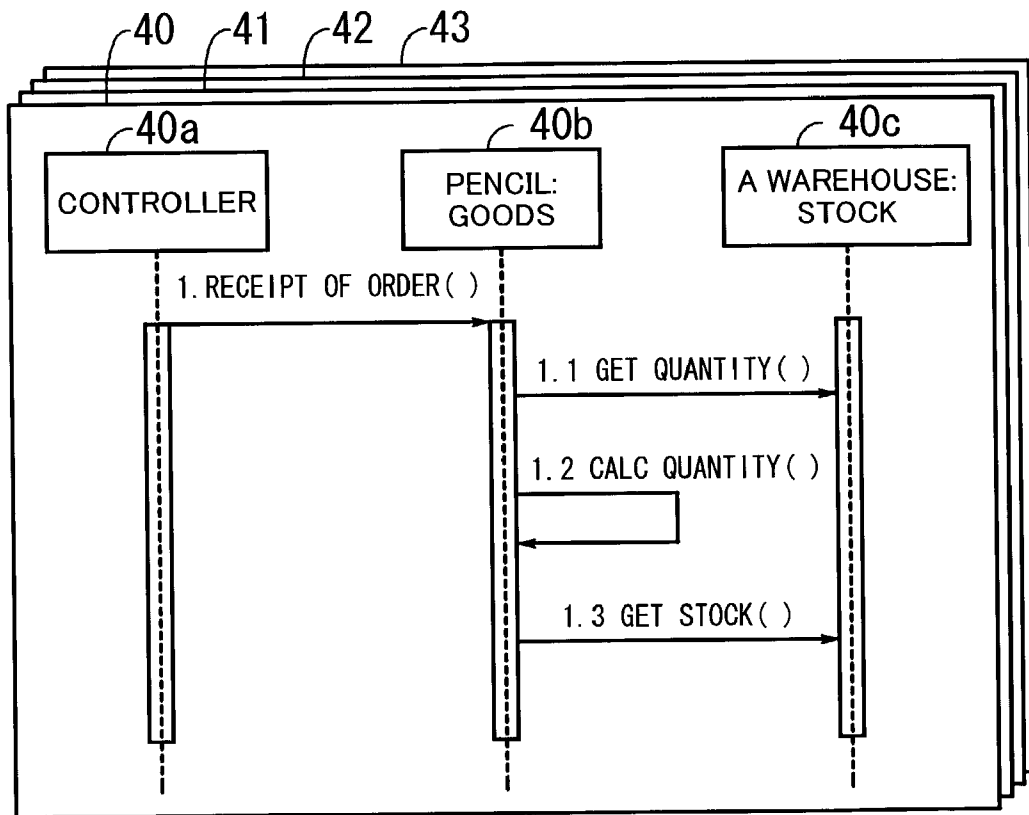 40
41
42
43
40a
40b
40c
CONTROLLER
PENCIL:
GOODS
A WAREHOUSE:
STOCK
1.RECEIPT OF ORDER( )
1.1 GET QUANTITY( )
1.2 CALC QUANTITY( )
1.3 GET STOCK( )